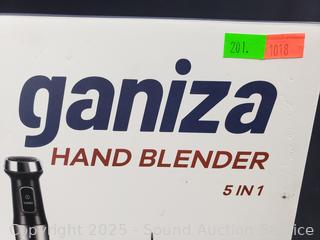 201. 1018
ganiza
HAND BLENDER
5 IN 1
Copyright 2025 - Sound Auction Service